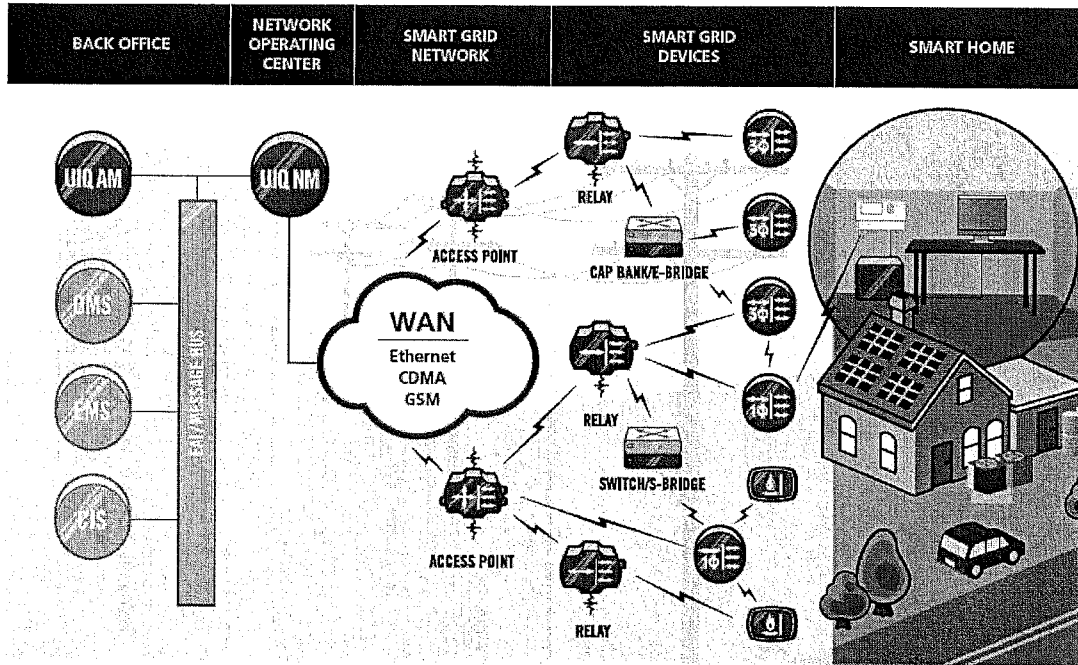 BACK OFFICE
NETWORK
OPERATING
CENTER
SMART GRID
NETWORK
SMART GRID
DEVICES
SMART HOME
UIQ AM
UIQ NM
DMS
EMS
CIS
MESSAGE BUS
ACCESS POINT
WAN
Ethernet
CDMA
GSM
ACCESS POINT
RELAY
CAP BANK/E-BRIDGE
RELAY
SWITCH/S-BRIDGE
RELAY
3Φ
3Φ
3Φ
1Φ
1Φ